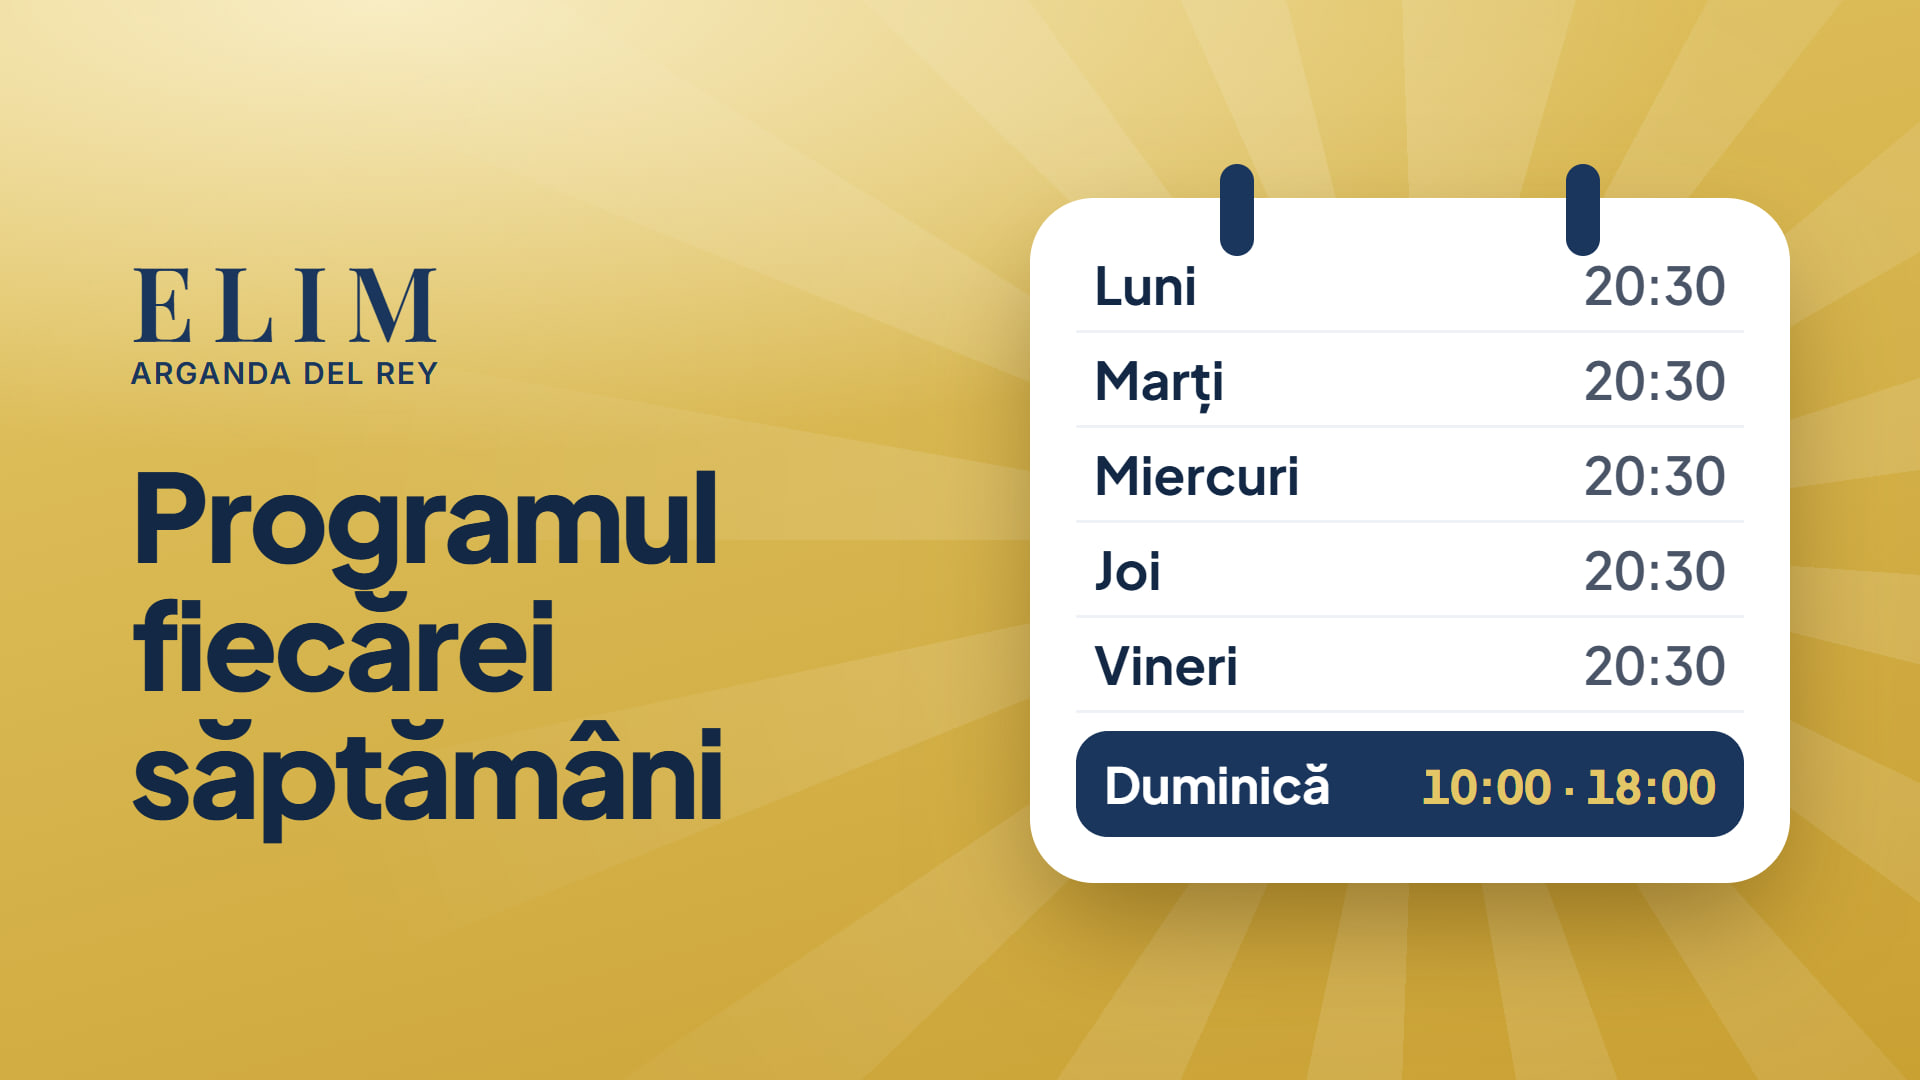 ELIM
ARGANDA DEL REY
Programul
fiecărei
săptămâni
Luni 20:30
Marți 20:30
Miercuri 20:30
Joi 20:30
Vineri 20:30
Duminică 10:00 · 18:00